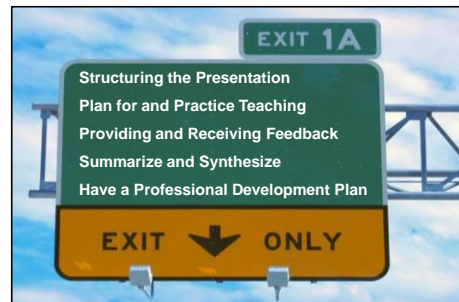 EXIT 1A
Structuring the Presentation
Plan for and Practice Teaching
Providing and Receiving Feedback
Summarize and Synthesize
Have a Professional Development Plan
EXIT ONLY